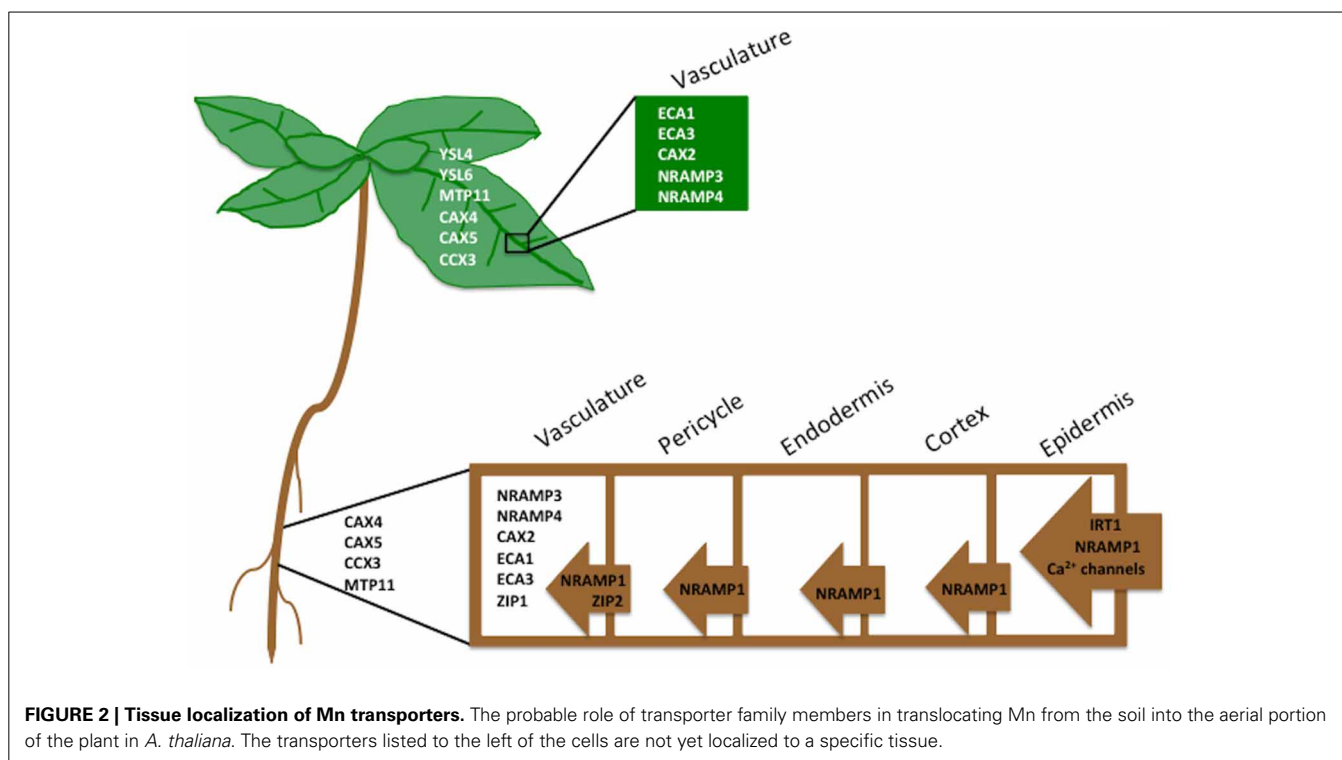 Vasculature
ECA1
ECA3
CAX2
NRAMP3
NRAMP4
YSL4
YSL6
MTP11
CAX4
CAX5
CCX3
Vasculature
Pericycle
Endodermis
Cortex
Epidermis
CAX4
CAX5
CCX3
MTP11
NRAMP3
NRAMP4
CAX2
ECA1
ECA3
ZIP1
NRAMP1
ZIP2
NRAMP1
NRAMP1
NRAMP1
IRT1
NRAMP1
Ca²⁺ channels
FIGURE 2 | Tissue localization of Mn transporters. The probable role of transporter family members in translocating Mn from the soil into the aerial portion
of the plant in A. thaliana. The transporters listed to the left of the cells are not yet localized to a specific tissue.